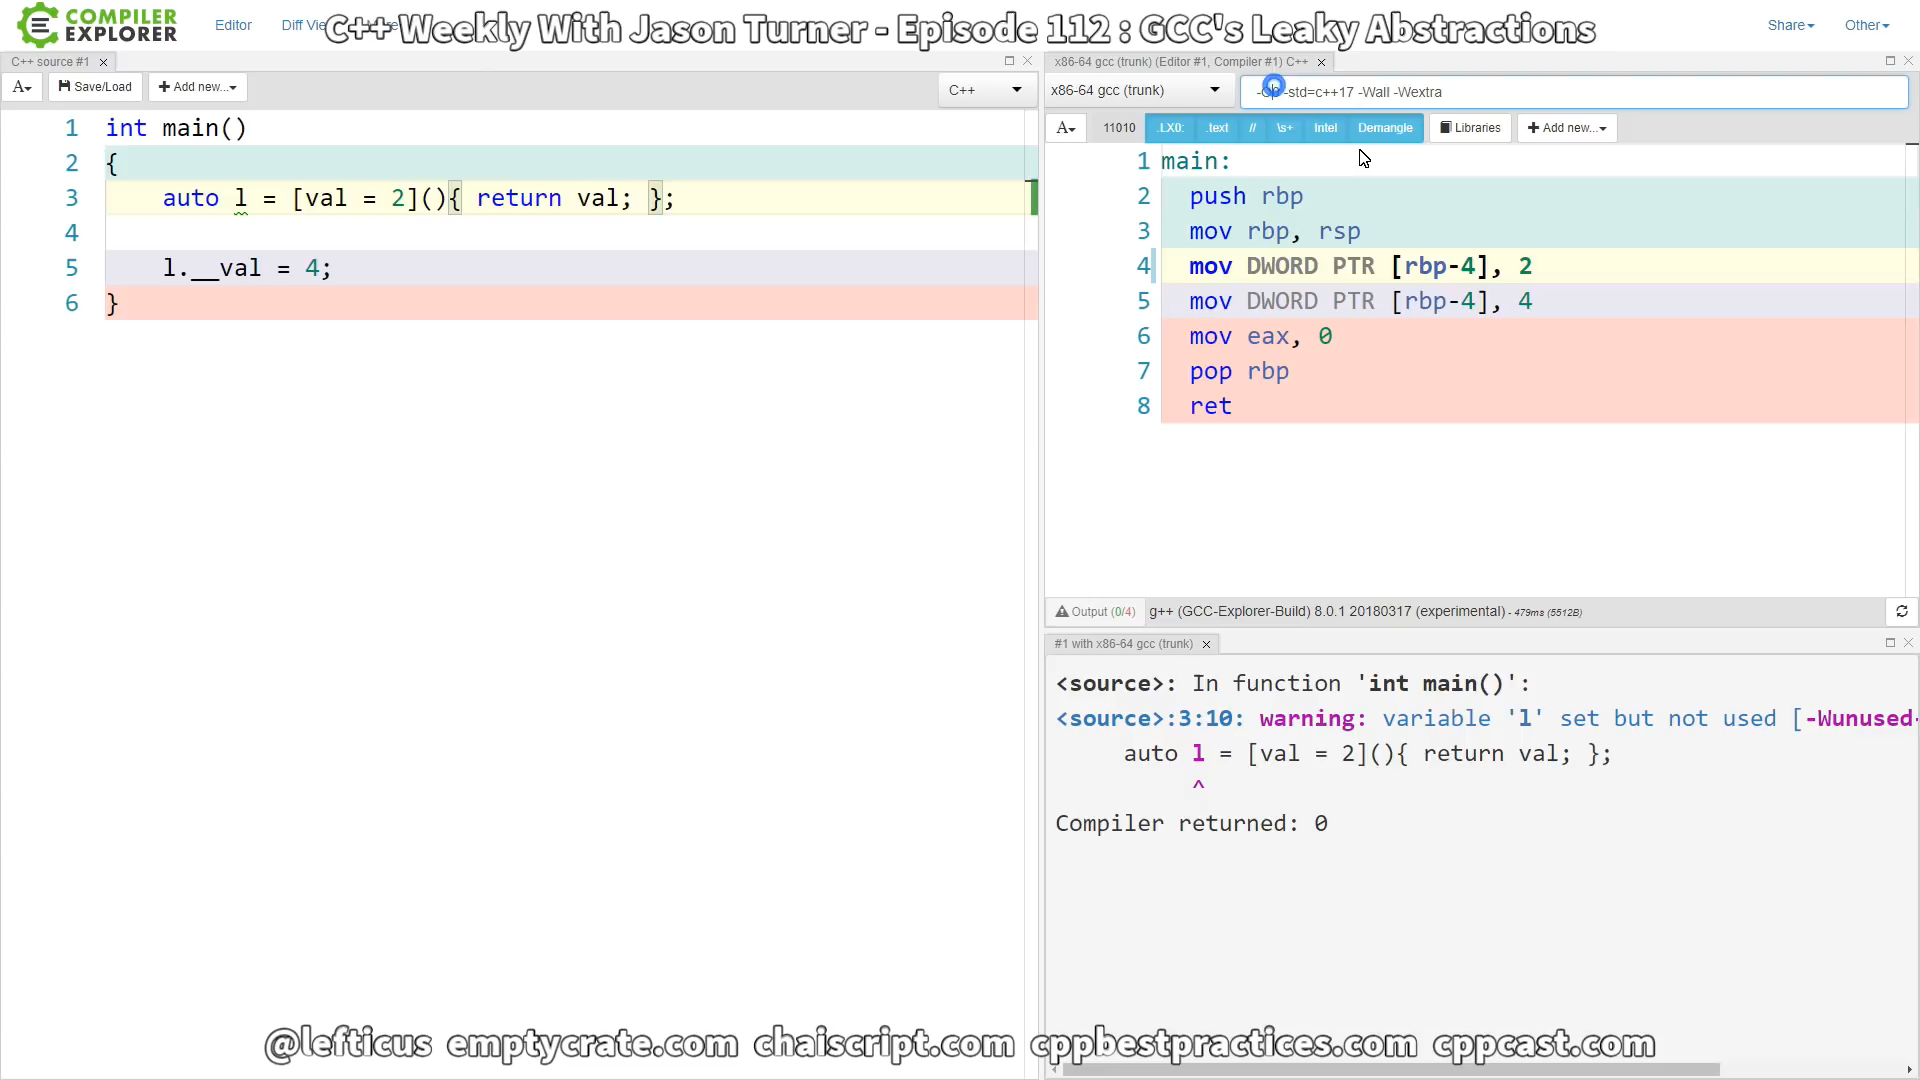 COMPILER
EXPLORER
Editor
C++ Weekly With Jason Turner - Episode 112 : GCC's Leaky Abstractions
Share
Other
C++ source #1
A
Save/Load
Add new...
C++
1 int main()
2 {
3 auto l = [val = 2](){ return val; };
4
5 l.__val = 4;
6 }
x86-64 gcc (trunk) (Editor #1, Compiler #1) C++
x86-64 gcc (trunk)
-std=c++17 -Wall -Wextra
A
11010
.LX0:
.text
//
\s+
Intel
Demangle
Libraries
Add new...
1 main:
2 push rbp
3 mov rbp, rsp
4 mov DWORD PTR [rbp-4], 2
5 mov DWORD PTR [rbp-4], 4
6 mov eax, 0
7 pop rbp
8 ret
Output (0/4)
g++ (GCC-Explorer-Build) 8.0.1 20180317 (experimental) - 479ms (5512B)
#1 with x86-64 gcc (trunk)
<source>: In function 'int main()':
<source>:3:10: warning: variable 'l' set but not used [-Wunused-
auto l = [val = 2](){ return val; };
^
Compiler returned: 0
@lefticus emptycrate.com chaiscript.com cppbestpractices.com cppcast.com